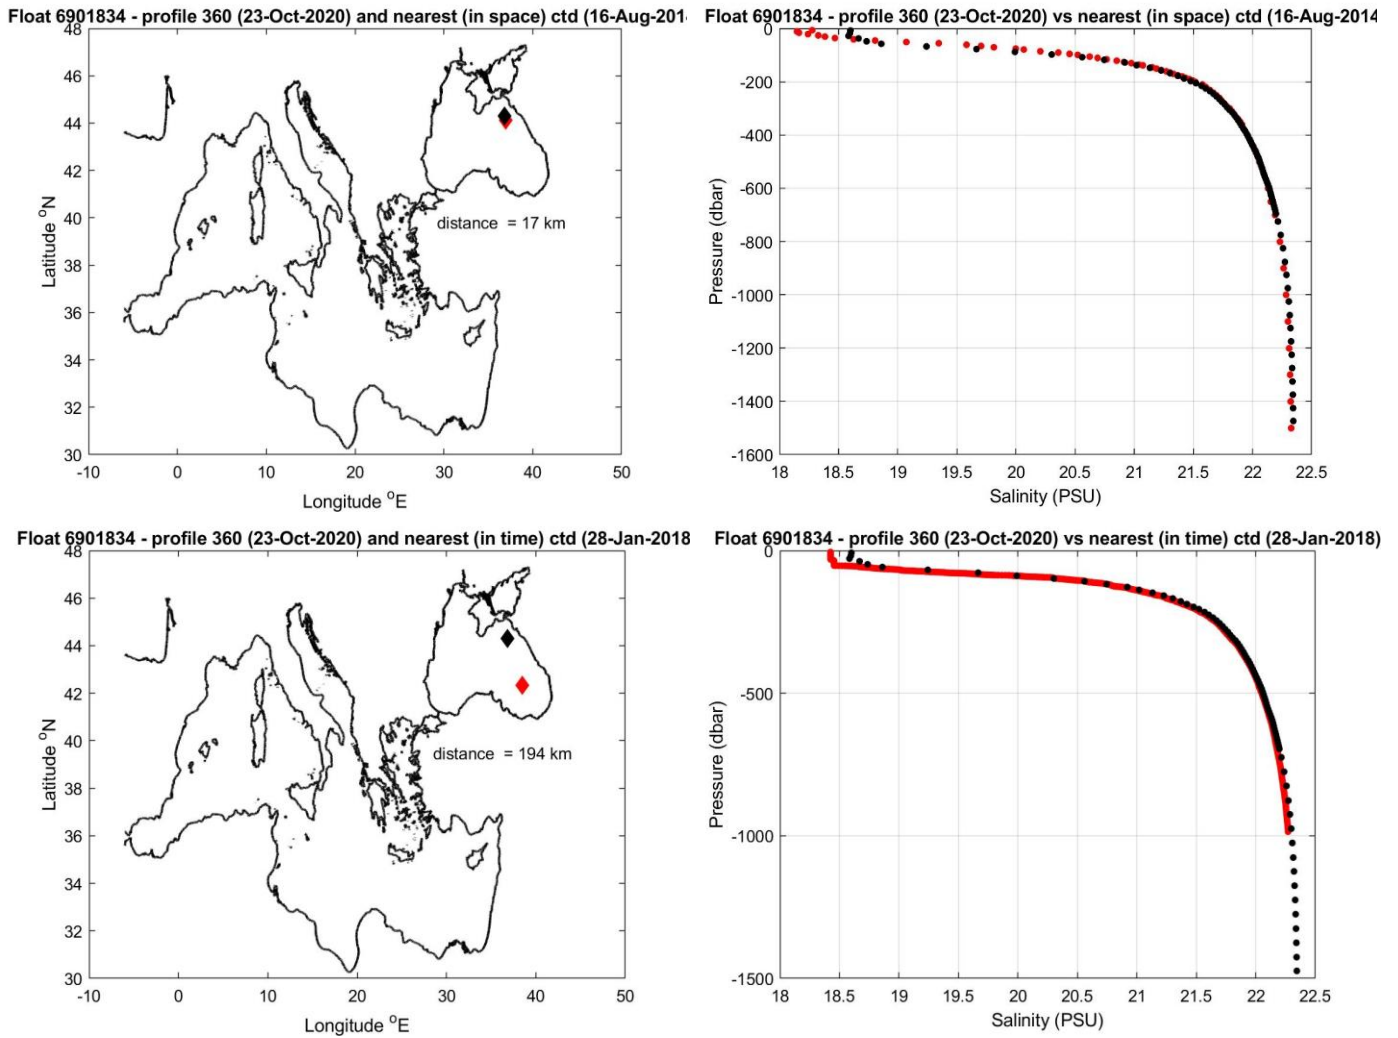 Float 6901834 - profile 360 (23-Oct-2020) and nearest (in space) ctd (16-Aug-201
48
46
44
42
40
38
36
34
32
30
Latitude °N
distance = 17 km
-10 0 10 20 30 40 50
Longitude °E
Float 6901834 - profile 360 (23-Oct-2020) vs nearest (in space) ctd (16-Aug-2014
0
-200
-400
-600
-800
-1000
-1200
-1400
-1600
Pressure (dbar)
18 18.5 19 19.5 20 20.5 21 21.5 22 22.5
Salinity (PSU)
Float 6901834 - profile 360 (23-Oct-2020) and nearest (in time) ctd (28-Jan-2018
48
46
44
42
40
38
36
34
32
30
Latitude °N
distance = 194 km
-10 0 10 20 30 40 50
Longitude °E
Float 6901834 - profile 360 (23-Oct-2020) vs nearest (in time) ctd (28-Jan-2018)
0
-500
-1000
-1500
Pressure (dbar)
18 18.5 19 19.5 20 20.5 21 21.5 22 22.5
Salinity (PSU)